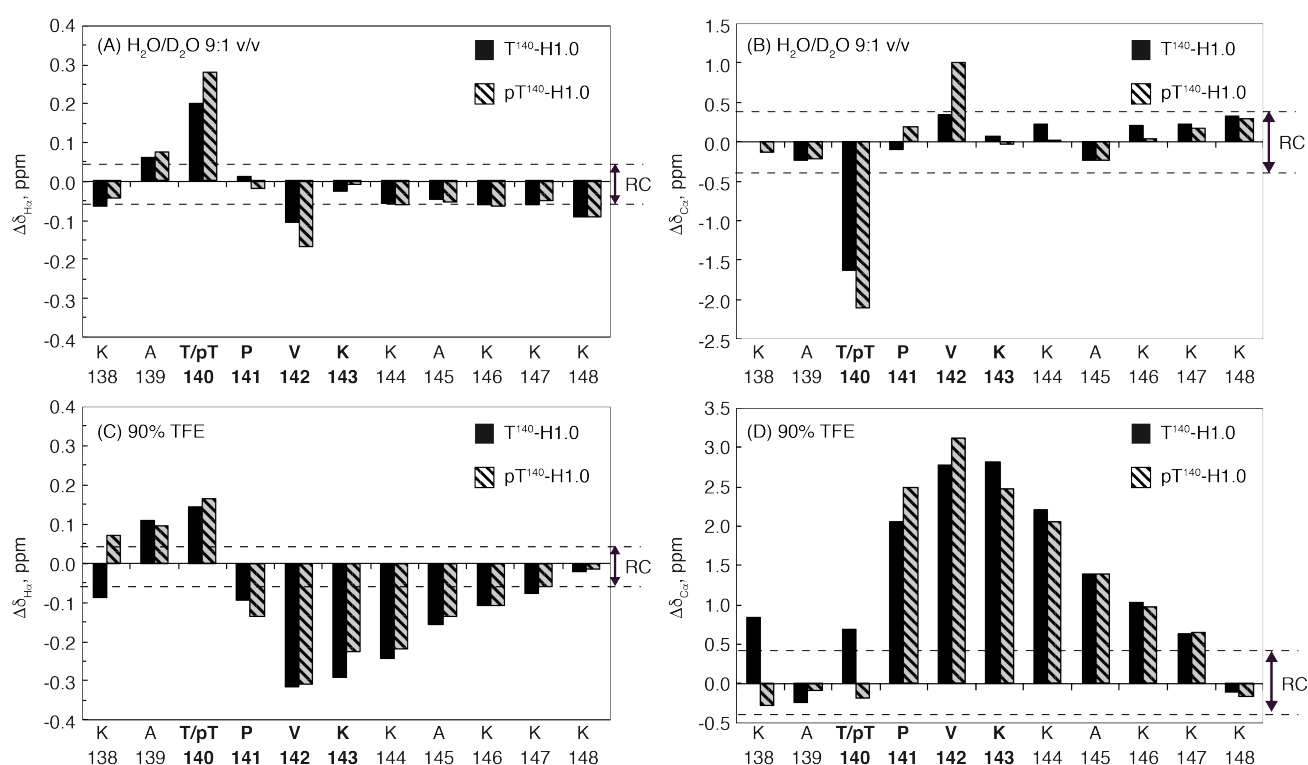 (A) H₂O/D₂O 9:1 v/v
T¹⁴⁰-H1.0
pT¹⁴⁰-H1.0
0.4
0.3
0.2
0.1
0.0
-0.1
-0.2
-0.3
-0.4
Δδ_Hα, ppm
RC
K A T/pT P V K K A K K K
138 139 140 141 142 143 144 145 146 147 148
(B) H₂O/D₂O 9:1 v/v
T¹⁴⁰-H1.0
pT¹⁴⁰-H1.0
1.5
1.0
0.5
0.0
-0.5
-1.0
-1.5
-2.0
-2.5
Δδ_Cα, ppm
RC
K A T/pT P V K K A K K K
138 139 140 141 142 143 144 145 146 147 148
(C) 90% TFE
T¹⁴⁰-H1.0
pT¹⁴⁰-H1.0
0.4
0.3
0.2
0.1
0.0
-0.1
-0.2
-0.3
-0.4
Δδ_Hα, ppm
RC
K A T/pT P V K K A K K K
138 139 140 141 142 143 144 145 146 147 148
(D) 90% TFE
T¹⁴⁰-H1.0
pT¹⁴⁰-H1.0
3.5
3.0
2.5
2.0
1.5
1.0
0.5
0.0
-0.5
Δδ_Cα, ppm
RC
K A T/pT P V K K A K K K
138 139 140 141 142 143 144 145 146 147 148